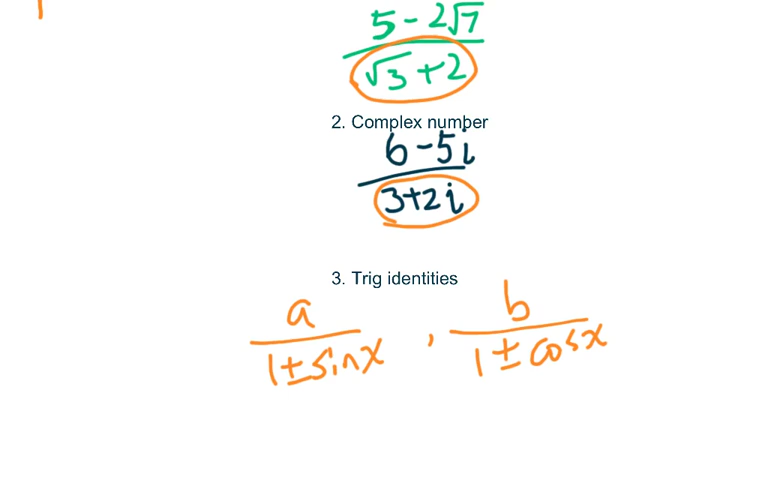 5 - 2√7
√3 + 2
2. Complex number
6 - 5i
3 + 2i
3. Trig identities
a , b
1 ± sinx 1 ± cosx